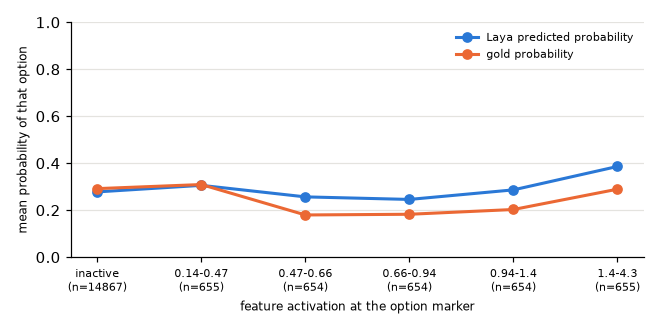 1.0
0.8
0.6
0.4
0.2
0.0
mean probability of that option
Laya predicted probability
gold probability
inactive
(n=14867)
0.14-0.47
(n=655)
0.47-0.66
(n=654)
0.66-0.94
(n=654)
0.94-1.4
(n=654)
1.4-4.3
(n=655)
feature activation at the option marker